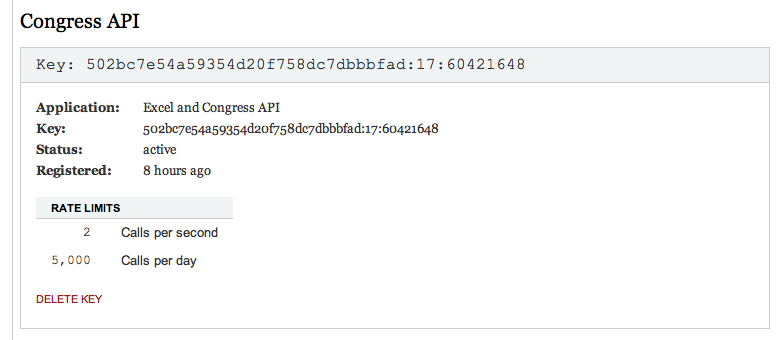 Congress API
Key: 502bc7e54a59354d20f758dc7dbbbfad:17:60421648
Application: Excel and Congress API
Key: 502bc7e54a59354d20f758dc7dbbbfad:17:60421648
Status: active
Registered: 8 hours ago
RATE LIMITS
2 Calls per second
5,000 Calls per day
DELETE KEY